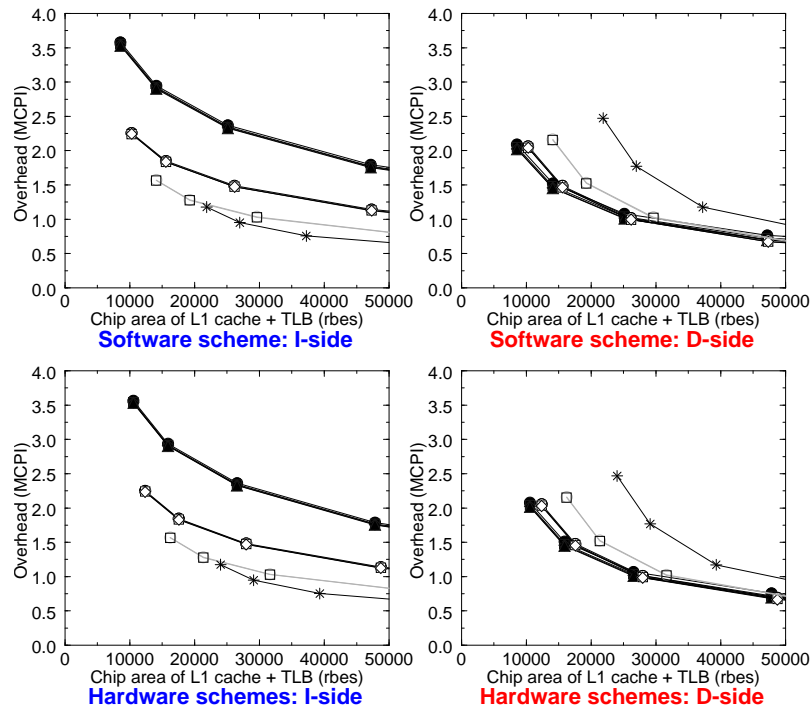 4.0
3.5
3.0
2.5
2.0
1.5
1.0
0.5
0.0
Overhead (MCPI)
0 10000 20000 30000 40000 50000
Chip area of L1 cache + TLB (rbes)
Software scheme: I-side
4.0
3.5
3.0
2.5
2.0
1.5
1.0
0.5
0.0
Overhead (MCPI)
0 10000 20000 30000 40000 50000
Chip area of L1 cache + TLB (rbes)
Software scheme: D-side
4.0
3.5
3.0
2.5
2.0
1.5
1.0
0.5
0.0
Overhead (MCPI)
0 10000 20000 30000 40000 50000
Chip area of L1 cache + TLB (rbes)
Hardware schemes: I-side
4.0
3.5
3.0
2.5
2.0
1.5
1.0
0.5
0.0
Overhead (MCPI)
0 10000 20000 30000 40000 50000
Chip area of L1 cache + TLB (rbes)
Hardware schemes: D-side